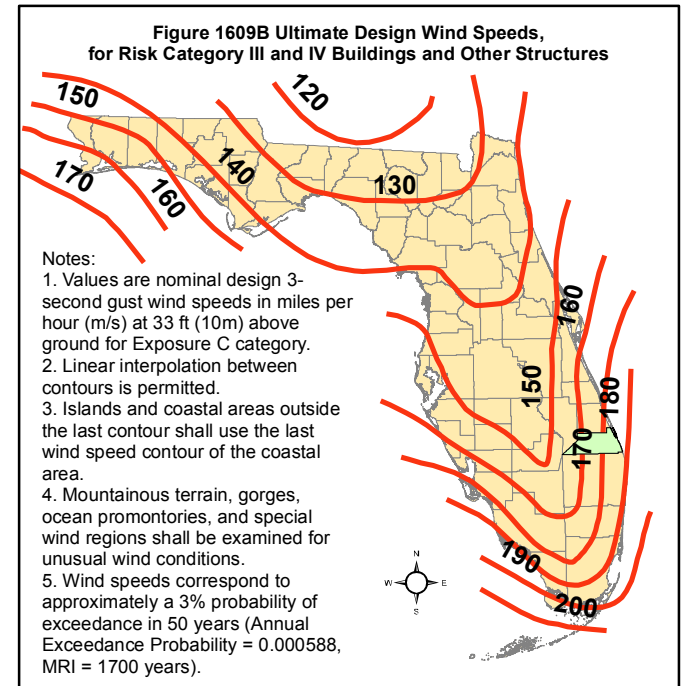 Figure 1609B Ultimate Design Wind Speeds,
for Risk Category III and IV Buildings and Other Structures
120
150
140
130
170
160
Notes:
1. Values are nominal design 3-
second gust wind speeds in miles per
hour (m/s) at 33 ft (10m) above
ground for Exposure C category.
2. Linear interpolation between
contours is permitted.
3. Islands and coastal areas outside
the last contour shall use the last
wind speed contour of the coastal
area.
4. Mountainous terrain, gorges,
ocean promontories, and special
wind regions shall be examined for
unusual wind conditions.
5. Wind speeds correspond to
approximately a 3% probability of
exceedance in 50 years (Annual
Exceedance Probability = 0.000588,
MRI = 1700 years).
160
150
180
170
190
200
N
W E
S